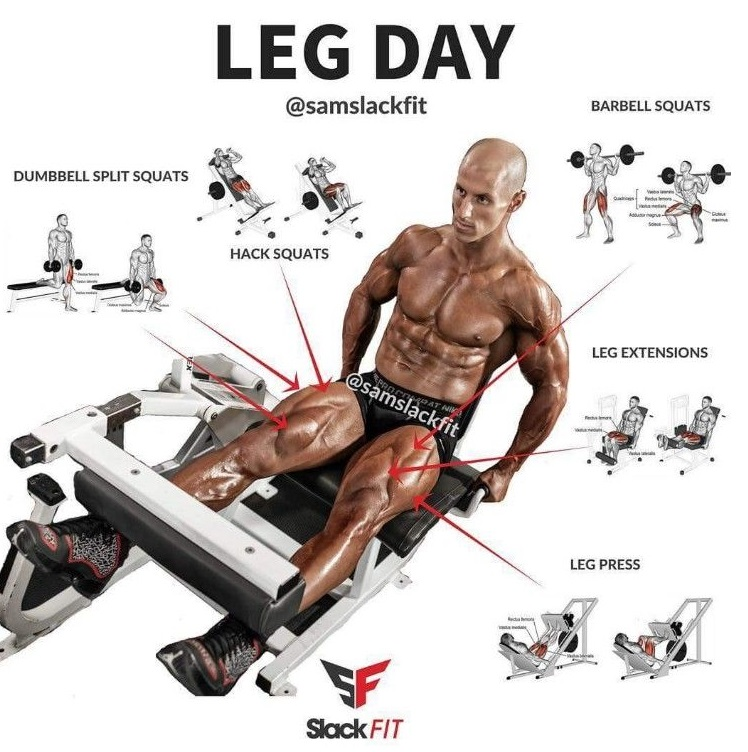 LEG DAY
@samslackfit
BARBELL SQUATS
Vastus lateralis
Rectus femoris
Quadriceps
Vastus medialis
Adductor magnus
Gluteus maximus
Soleus
DUMBBELL SPLIT SQUATS
Rectus femoris
Vastus lateralis
Vastus medialis
Adductor magnus
HACK SQUATS
LEG EXTENSIONS
Rectus femoris
Vastus medialis
Vastus lateralis
@samslackfit
LEG PRESS
Rectus femoris
Vastus medialis
Vastus lateralis
SF
Slack FIT